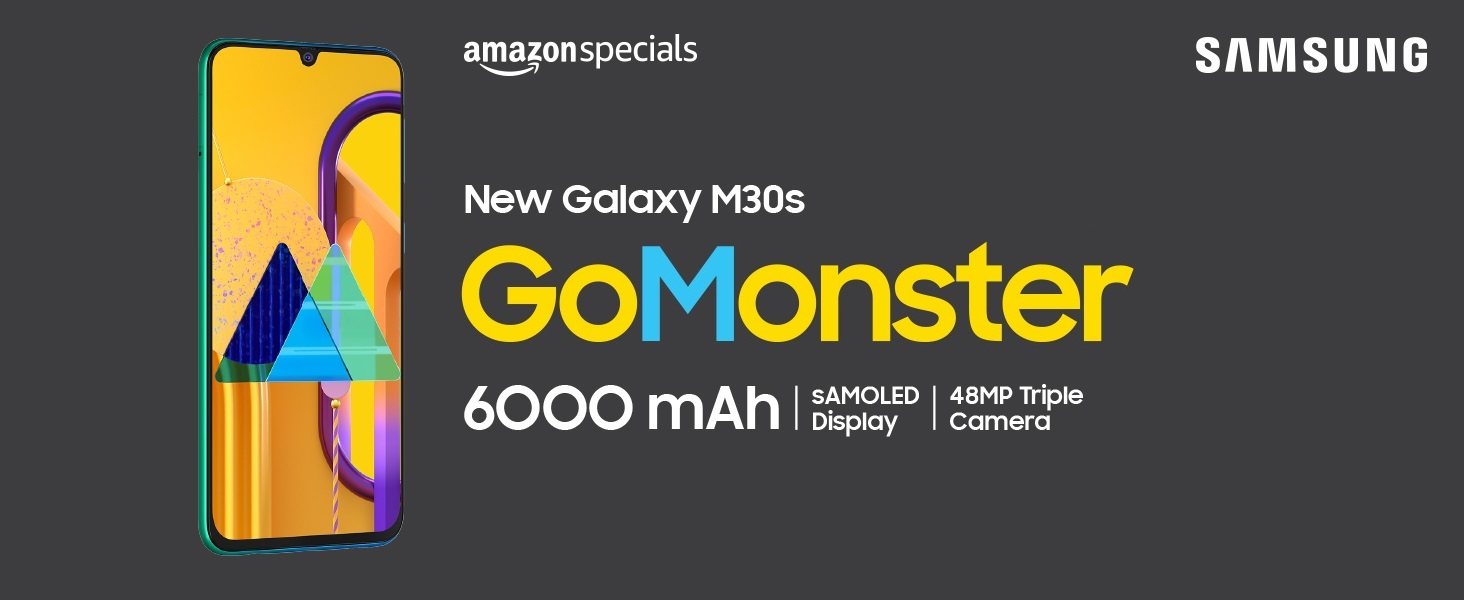 amazonspecials
SAMSUNG
New Galaxy M30s
GoMonster
6000 mAh
sAMOLED
Display
48MP Triple
Camera